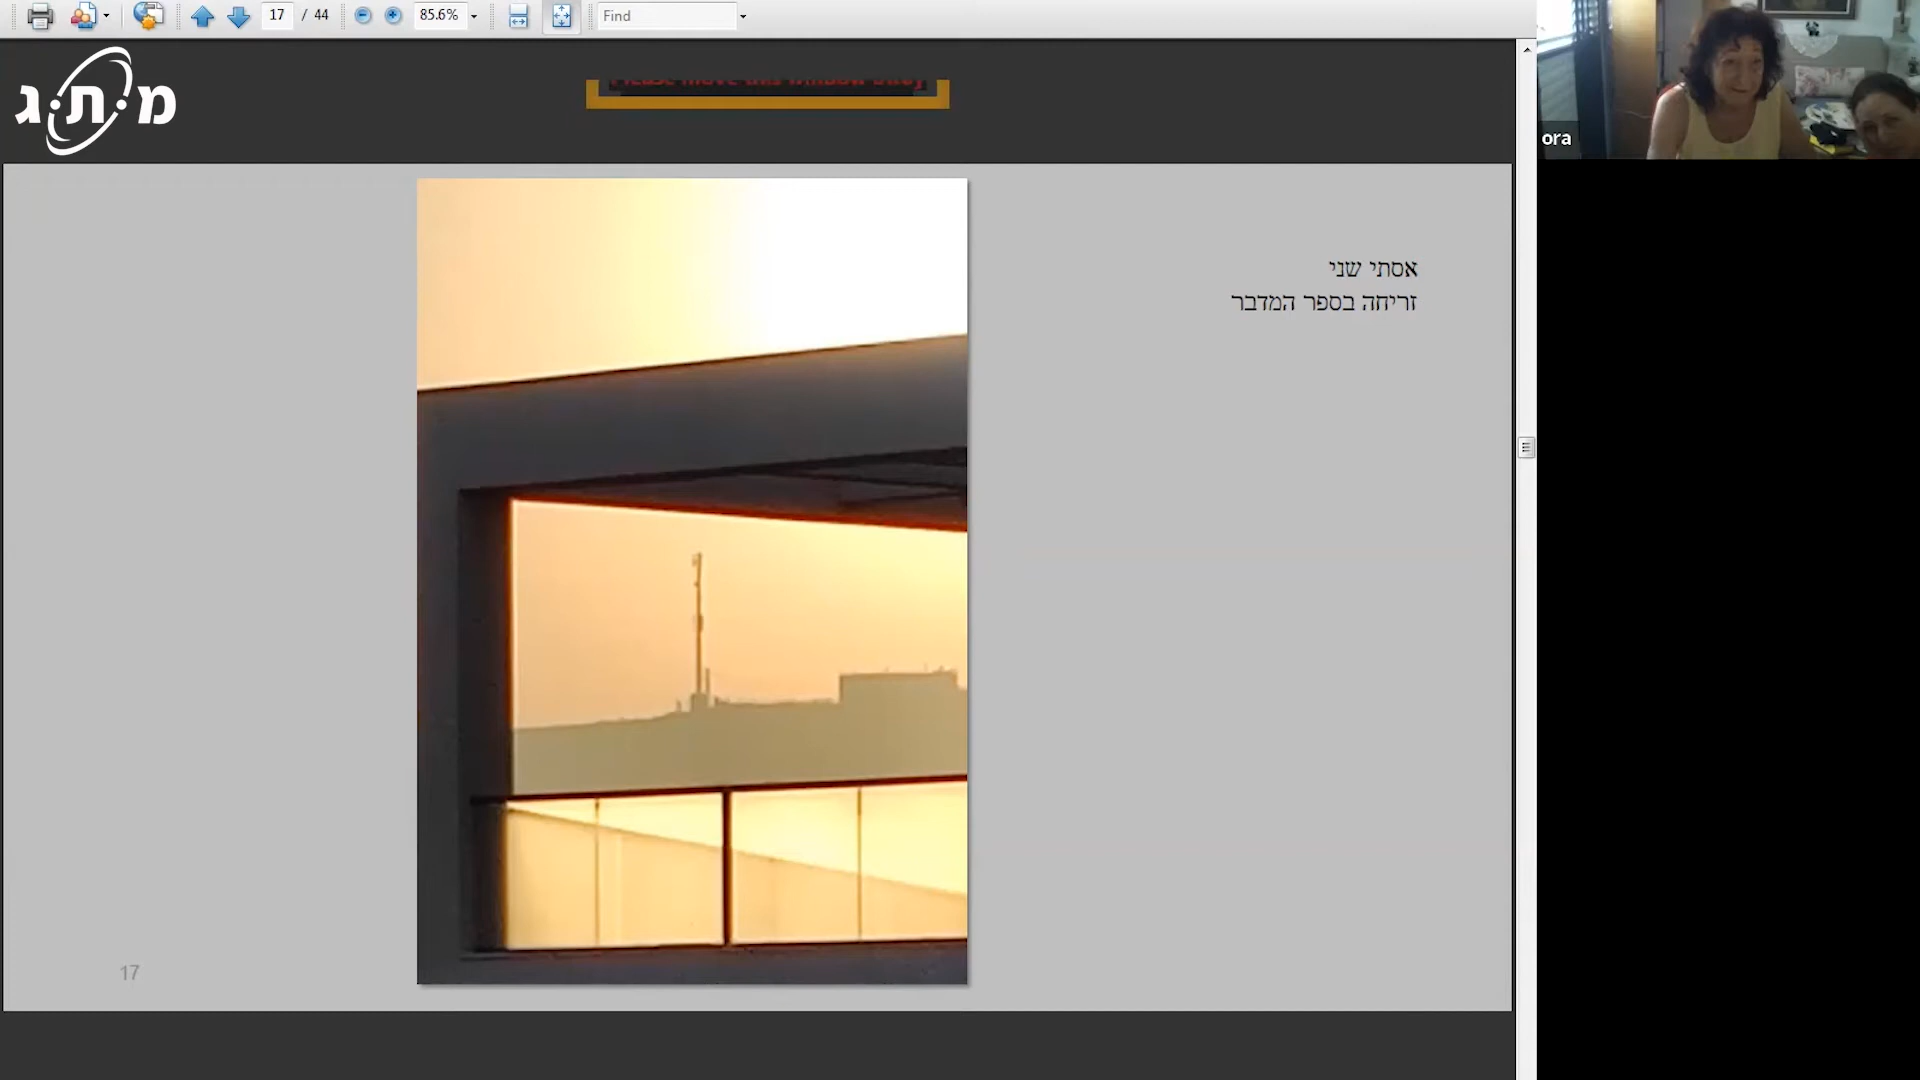 17 / 44
85.6%
Find
מ.ת.ג
ora
אסתי שני
זריחה בספר המדבר
17